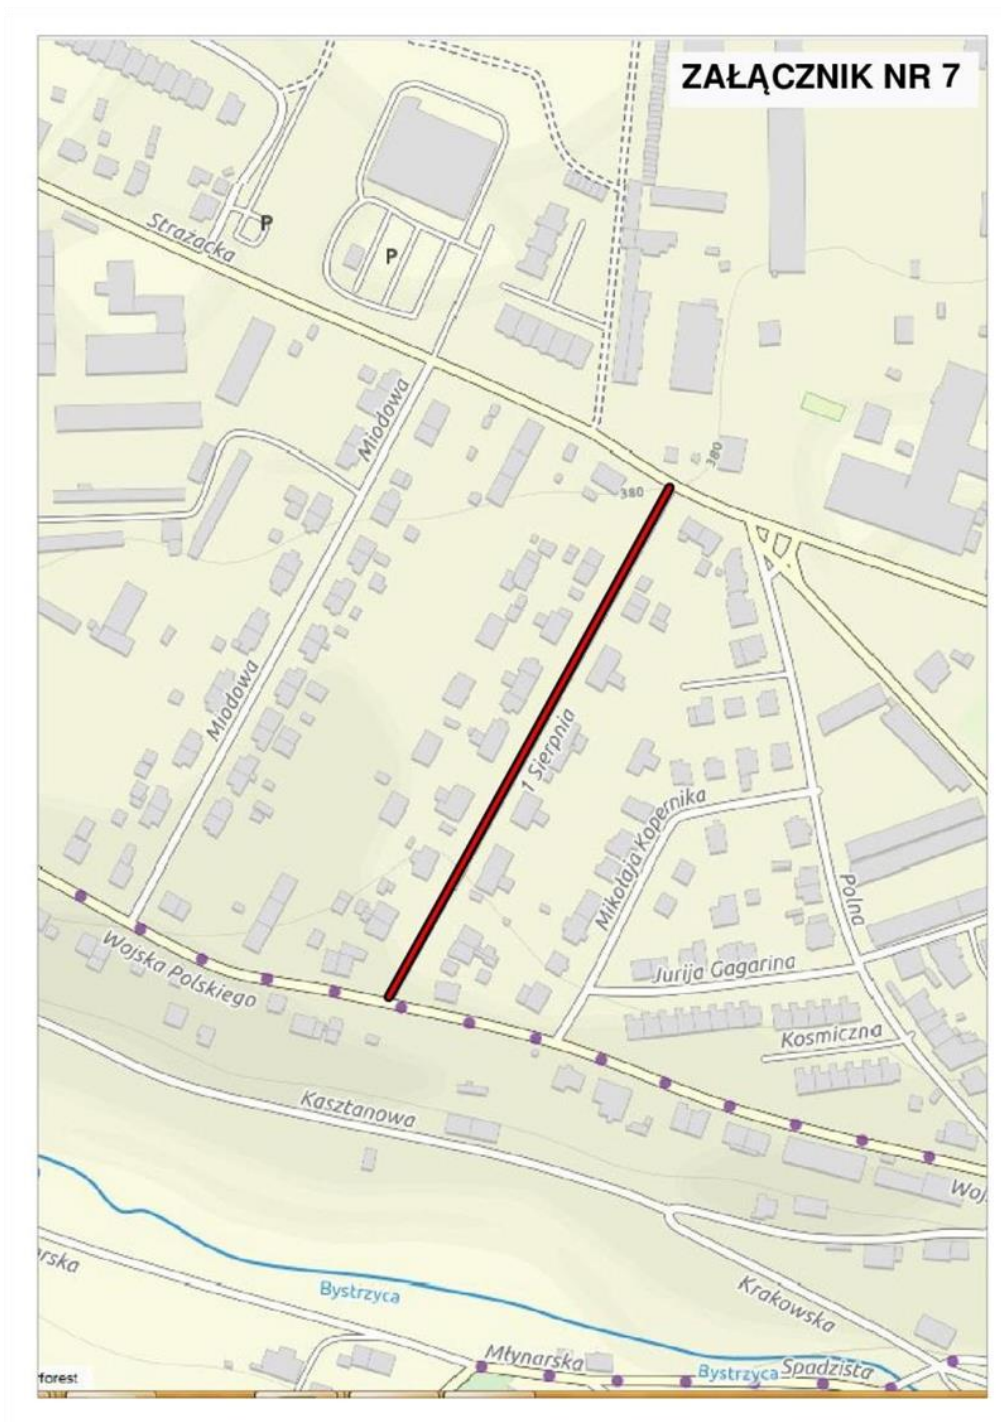 ZAŁĄCZNIK NR 7
Strażacka
P
P
Miodowa
380
380
1 Sierpnia
Miodowa
Mikołaja Kopernika
Polna
Wojska Polskiego
Jurija Gagarina
Kosmiczna
Kasztanowa
Woj
rska
Bystrzyca
Krakowska
Młynarska
Bystrzyca
Spadzista
forest